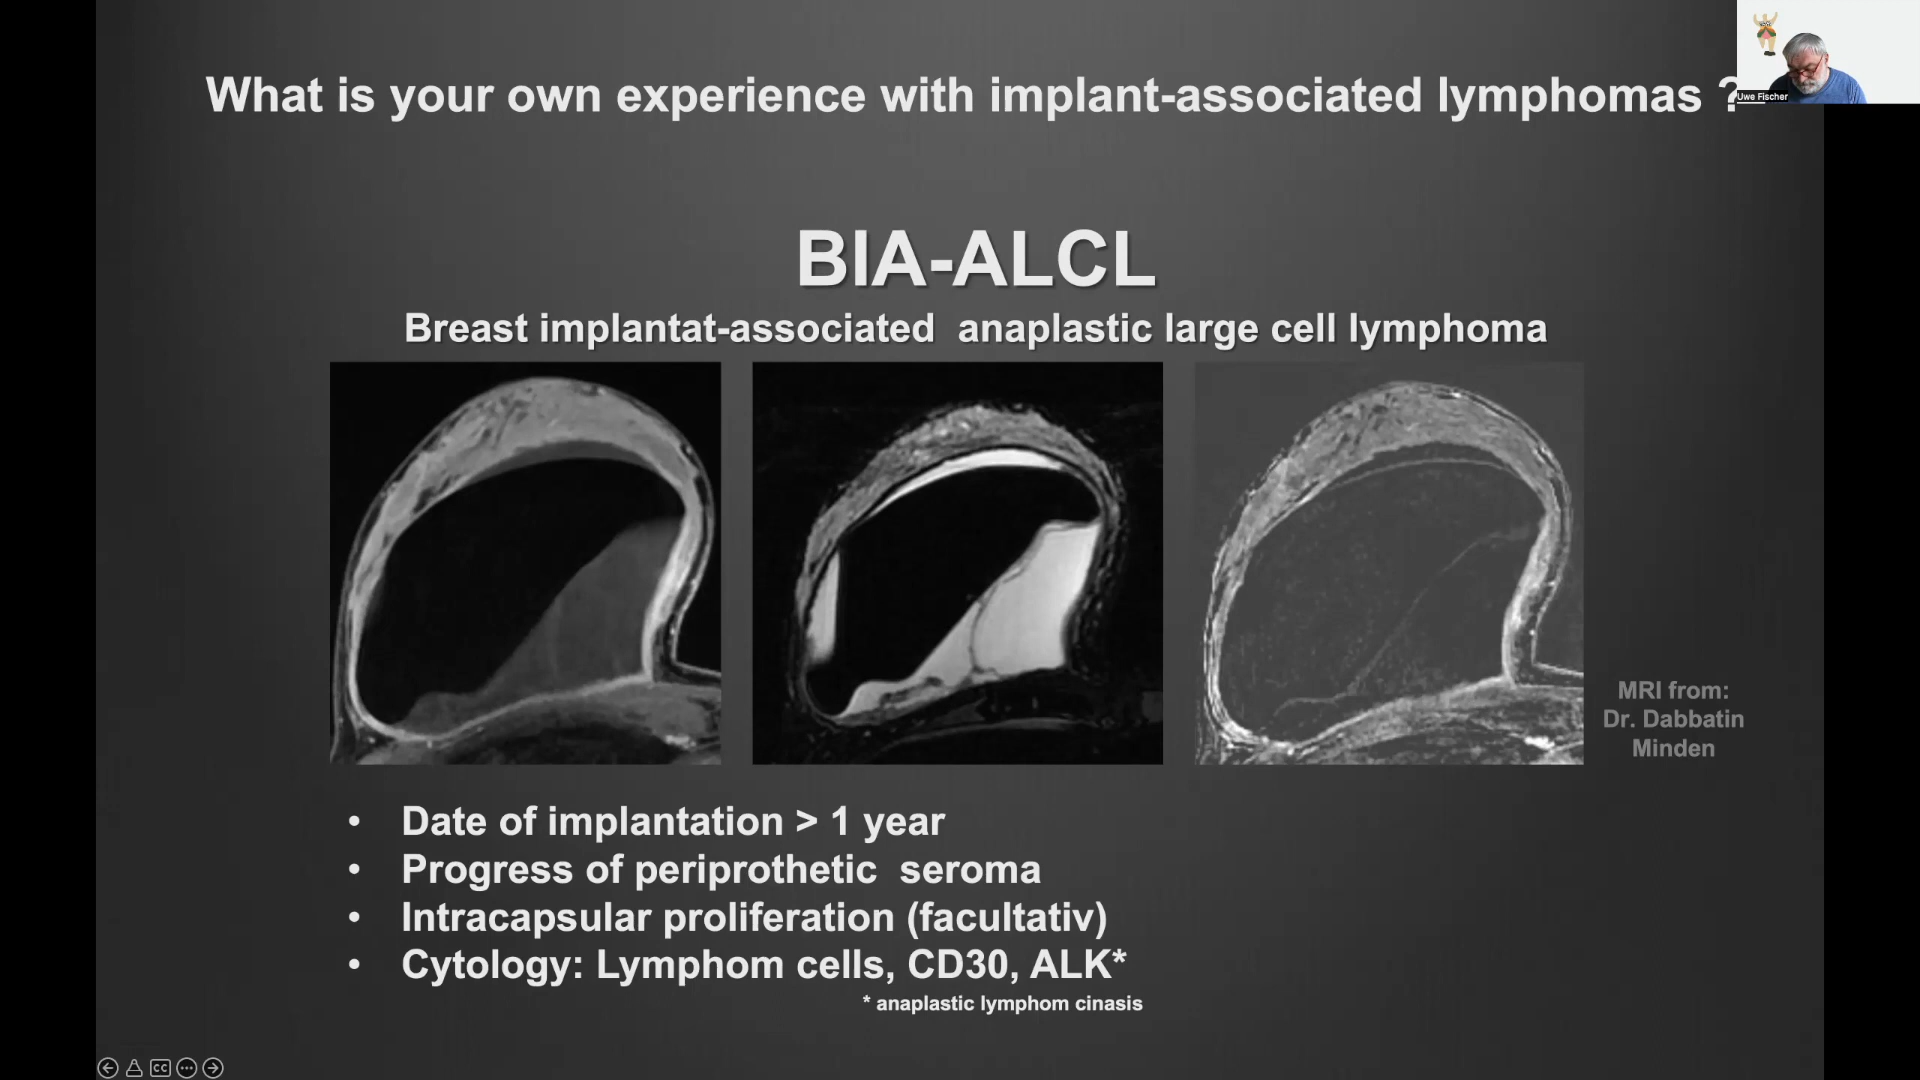 What is your own experience with implant-associated lymphomas ?
Uwe Fischer
BIA-ALCL
Breast implantat-associated anaplastic large cell lymphoma
MRI from:
Dr. Dabbatin
Minden
• Date of implantation > 1 year
• Progress of periprothetic seroma
• Intracapsular proliferation (facultativ)
• Cytology: Lymphom cells, CD30, ALK*
* anaplastic lymphom cinasis
CC